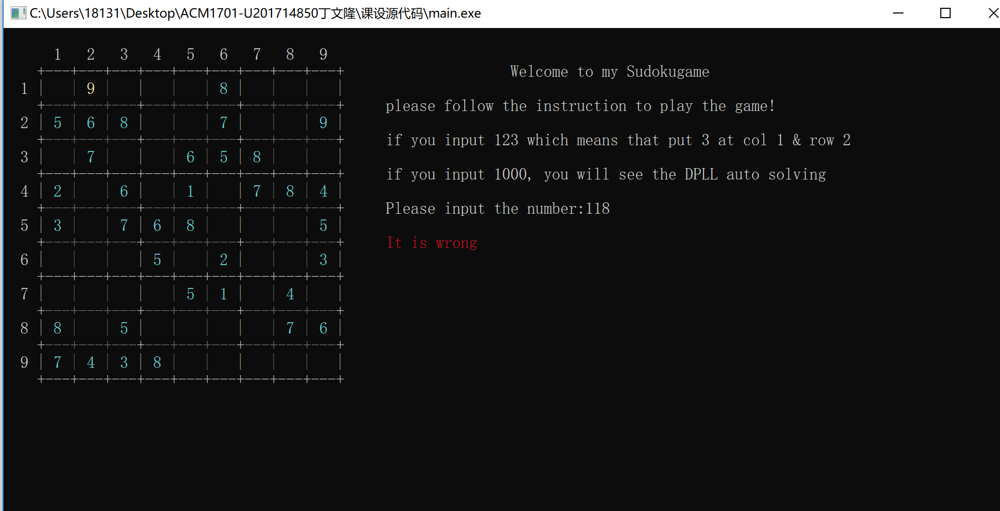 C:\Users\18131\Desktop\ACM1701-U201714850丁文隆\课设源代码\main.exe
1 2 3 4 5 6 7 8 9
1 9 8
2 5 6 8 7 9
3 7 6 5 8
4 2 6 1 7 8 4
5 3 7 6 8 5
6 5 2 3
7 5 1 4
8 8 5 7 6
9 7 4 3 8
Welcome to my Sudokugame
please follow the instruction to play the game!
if you input 123 which means that put 3 at col 1 & row 2
if you input 1000, you will see the DPLL auto solving
Please input the number:118
It is wrong